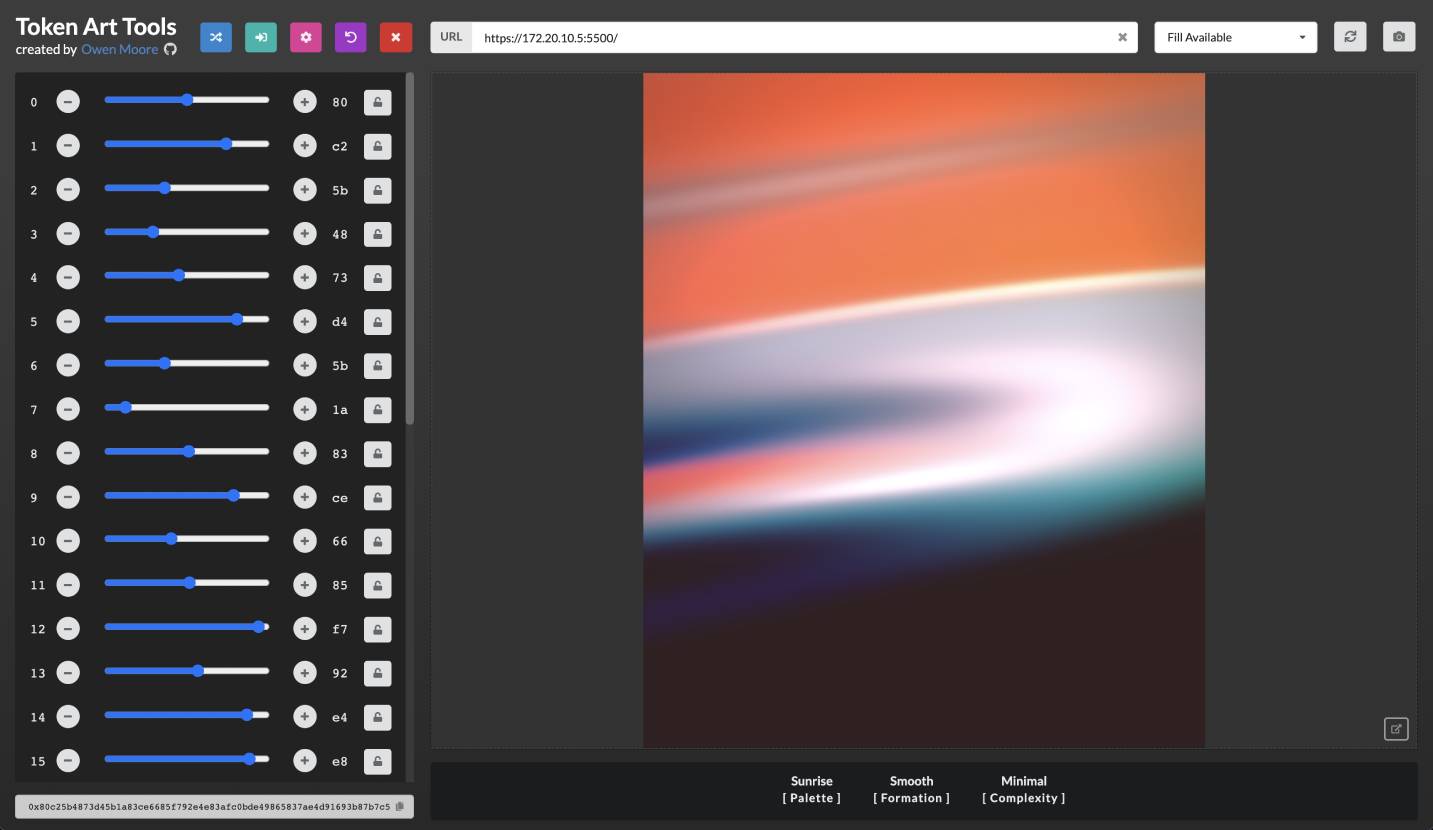 Token Art Tools
created by Owen Moore
URL
https://172.20.10.5:5500/
Fill Available
0 80
1 c2
2 5b
3 48
4 73
5 d4
6 5b
7 1a
8 83
9 ce
10 66
11 85
12 f7
13 92
14 e4
15 e8
0x80c25b4873d45b1a83ce6685f792e4e83afc0bde49865837ae4d91693b87b7c5
Sunrise Smooth Minimal
[ Palette ] [ Formation ] [ Complexity ]